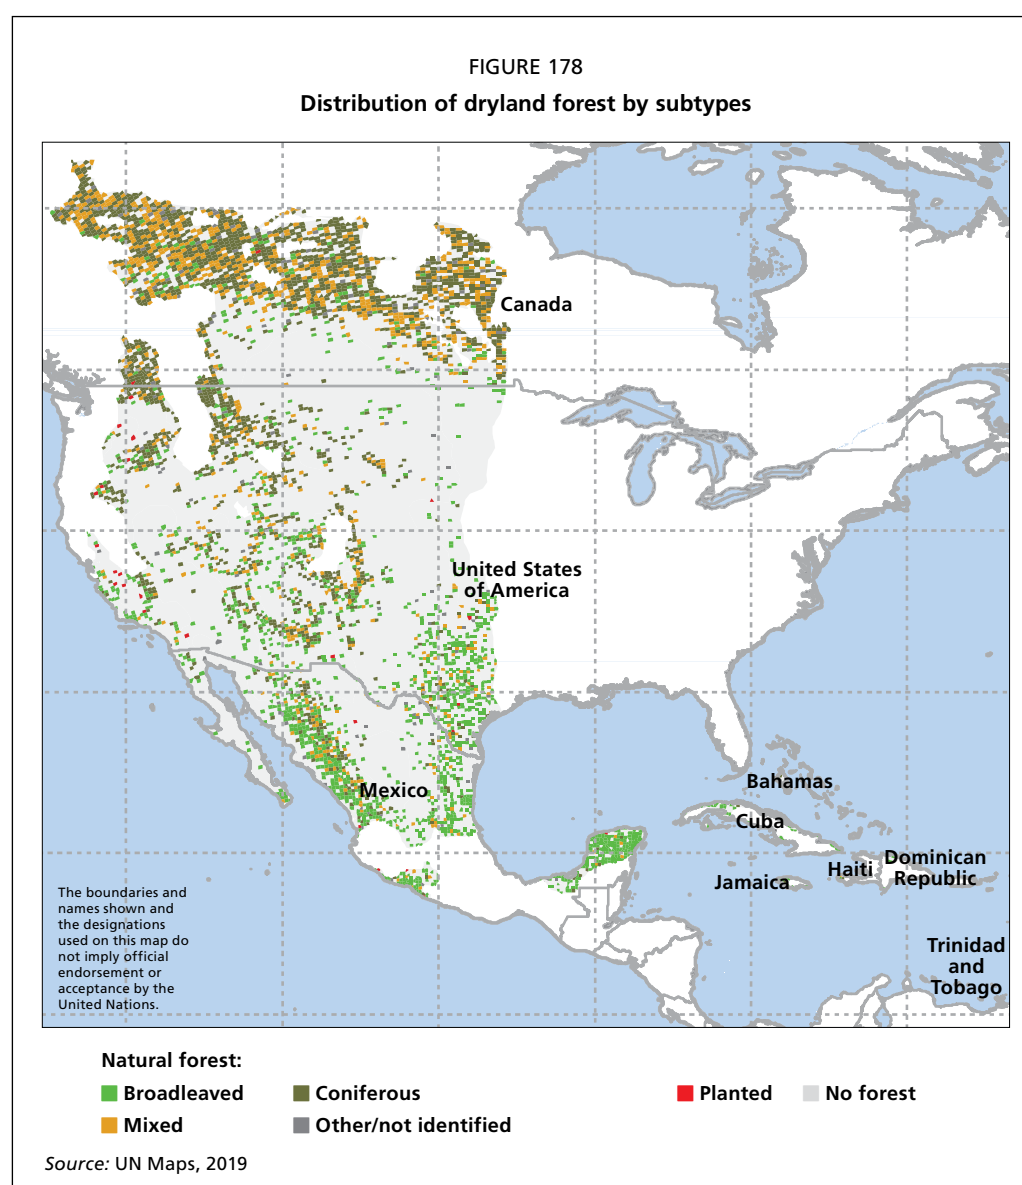 FIGURE 178
Distribution of dryland forest by subtypes
Canada
United States
of America
Mexico
Bahamas
Cuba
Haiti
Dominican
Republic
Jamaica
Trinidad
and
Tobago
The boundaries and
names shown and
the designations
used on this map do
not imply official
endorsement or
acceptance by the
United Nations.
Natural forest:
Broadleaved
Coniferous
Planted
No forest
Mixed
Other/not identified
Source: UN Maps, 2019